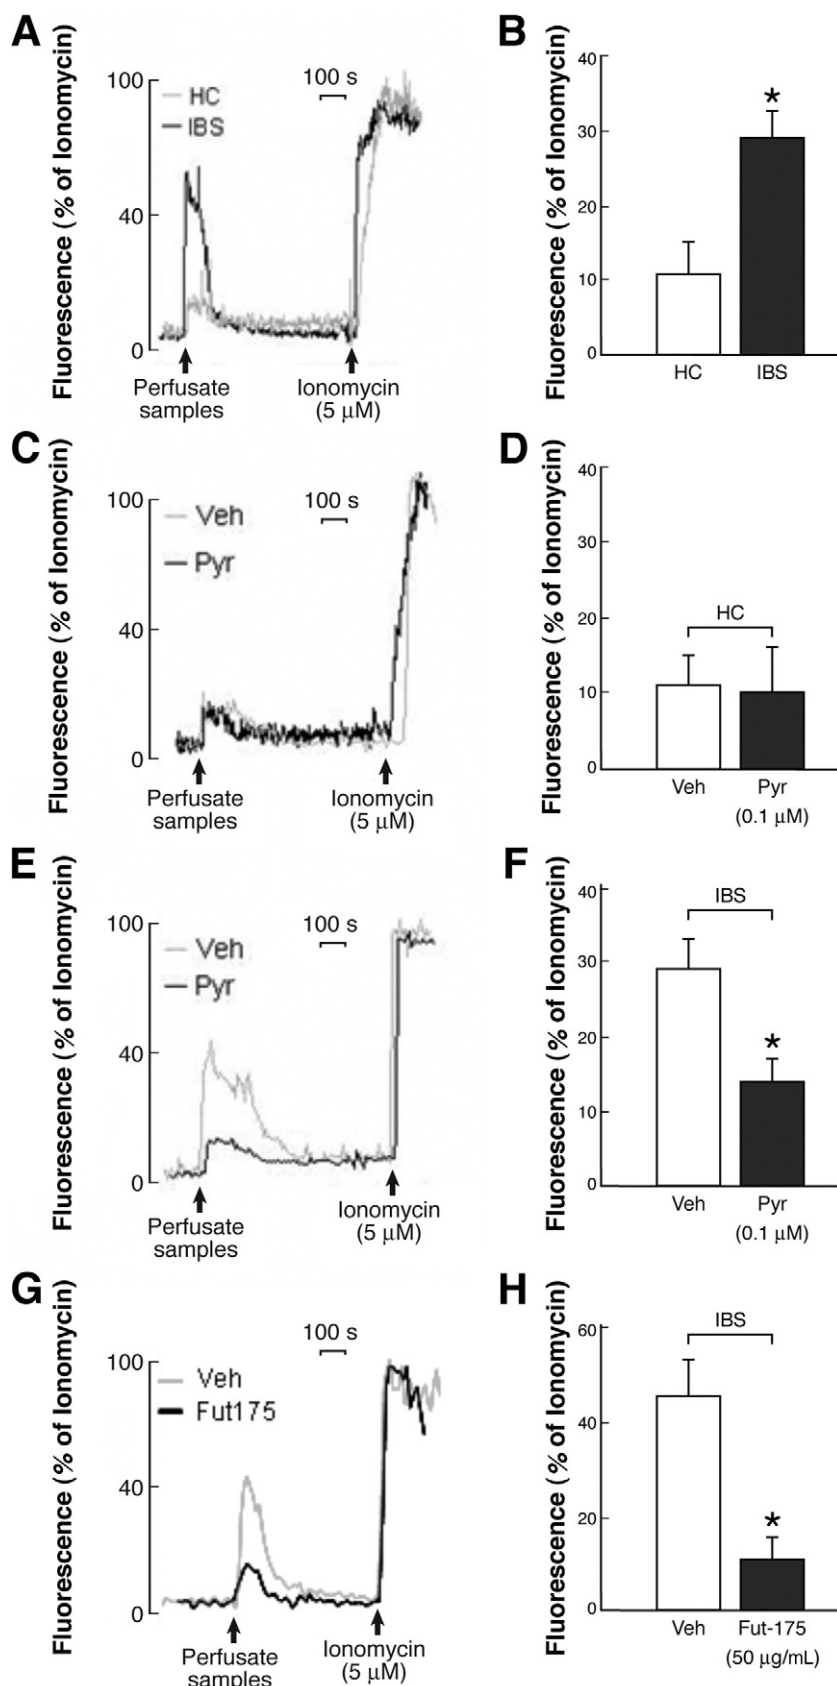 A
Fluorescence (% of Ionomycin)
100
40
0
HC
IBS
100 s
Perfusate
samples
Ionomycin
(5 μM)
B
Fluorescence (% of Ionomycin)
40
30
20
10
0
*
HC
IBS
C
Fluorescence (% of Ionomycin)
100
40
0
Veh
Pyr
100 s
Perfusate
samples
Ionomycin
(5 μM)
D
Fluorescence (% of Ionomycin)
40
30
20
10
0
HC
Veh
Pyr
(0.1 μM)
E
Fluorescence (% of Ionomycin)
100
40
0
Veh
Pyr
100 s
Perfusate
samples
Ionomycin
(5 μM)
F
Fluorescence (% of Ionomycin)
40
30
20
10
0
IBS
*
Veh
Pyr
(0.1 μM)
G
Fluorescence (% of Ionomycin)
100
40
0
Veh
Fut175
100 s
Perfusate
samples
Ionomycin
(5 μM)
H
Fluorescence (% of Ionomycin)
60
40
20
0
IBS
*
Veh
Fut-175
(50 μg/mL)